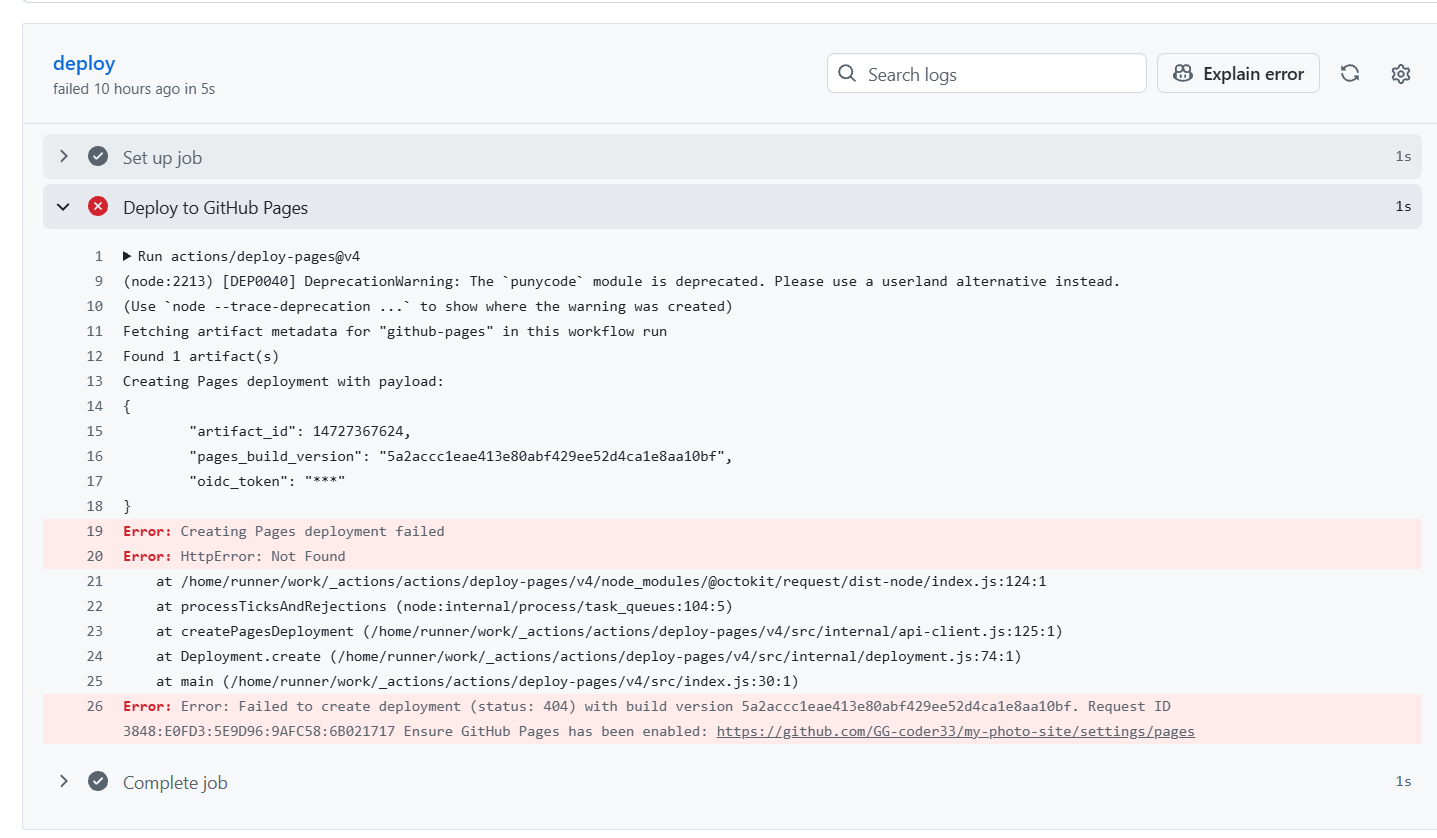 deploy
failed 10 hours ago in 5s
Search logs
Explain error
Set up job 1s
Deploy to GitHub Pages 1s
1 Run actions/deploy-pages@v4
9 (node:2213) [DEP0040] DeprecationWarning: The `punycode` module is deprecated. Please use a userland alternative instead.
10 (Use `node --trace-deprecation ...` to show where the warning was created)
11 Fetching artifact metadata for "github-pages" in this workflow run
12 Found 1 artifact(s)
13 Creating Pages deployment with payload:
14 {
15 "artifact_id": 14727367624,
16 "pages_build_version": "5a2accc1eae413e80abf429ee52d4ca1e8aa10bf",
17 "oidc_token": "***"
18 }
19 Error: Creating Pages deployment failed
20 Error: HttpError: Not Found
21 at /home/runner/work/_actions/actions/deploy-pages/v4/node_modules/@octokit/request/dist-node/index.js:124:1
22 at processTicksAndRejections (node:internal/process/task_queues:104:5)
23 at createPagesDeployment (/home/runner/work/_actions/actions/deploy-pages/v4/src/internal/api-client.js:125:1)
24 at Deployment.create (/home/runner/work/_actions/actions/deploy-pages/v4/src/internal/deployment.js:74:1)
25 at main (/home/runner/work/_actions/actions/deploy-pages/v4/src/index.js:30:1)
26 Error: Error: Failed to create deployment (status: 404) with build version 5a2accc1eae413e80abf429ee52d4ca1e8aa10bf. Request ID
3848:E0FD3:5E9D96:9AFC58:6B021717 Ensure GitHub Pages has been enabled: https://github.com/GG-coder33/my-photo-site/settings/pages
Complete job 1s